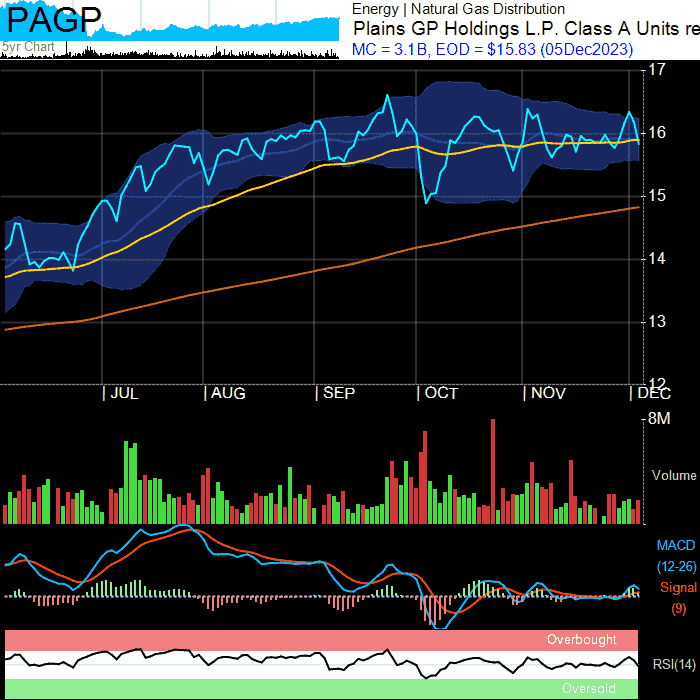 PAGP
5yr Chart
Energy | Natural Gas Distribution
Plains GP Holdings L.P. Class A Units re
MC = 3.1B, EOD = $15.83 (05Dec2023)
17
16
15
14
13
12
| JUL | AUG | SEP | OCT | NOV | DEC
8M
Volume
MACD
(12-26)
Signal
(9)
Overbought
RSI(14)
Oversold